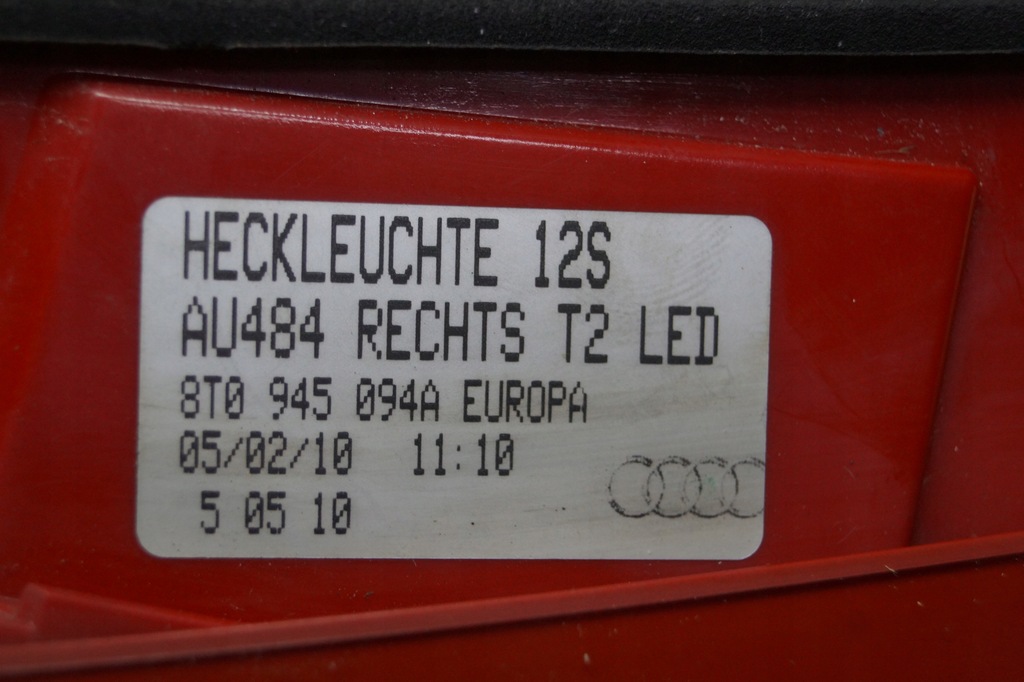 HECKLEUCHTE 12S
AU484 RECHTS T2 LED
8T0 945 094A EUROPA
05/02/10 11:10
5 05 10